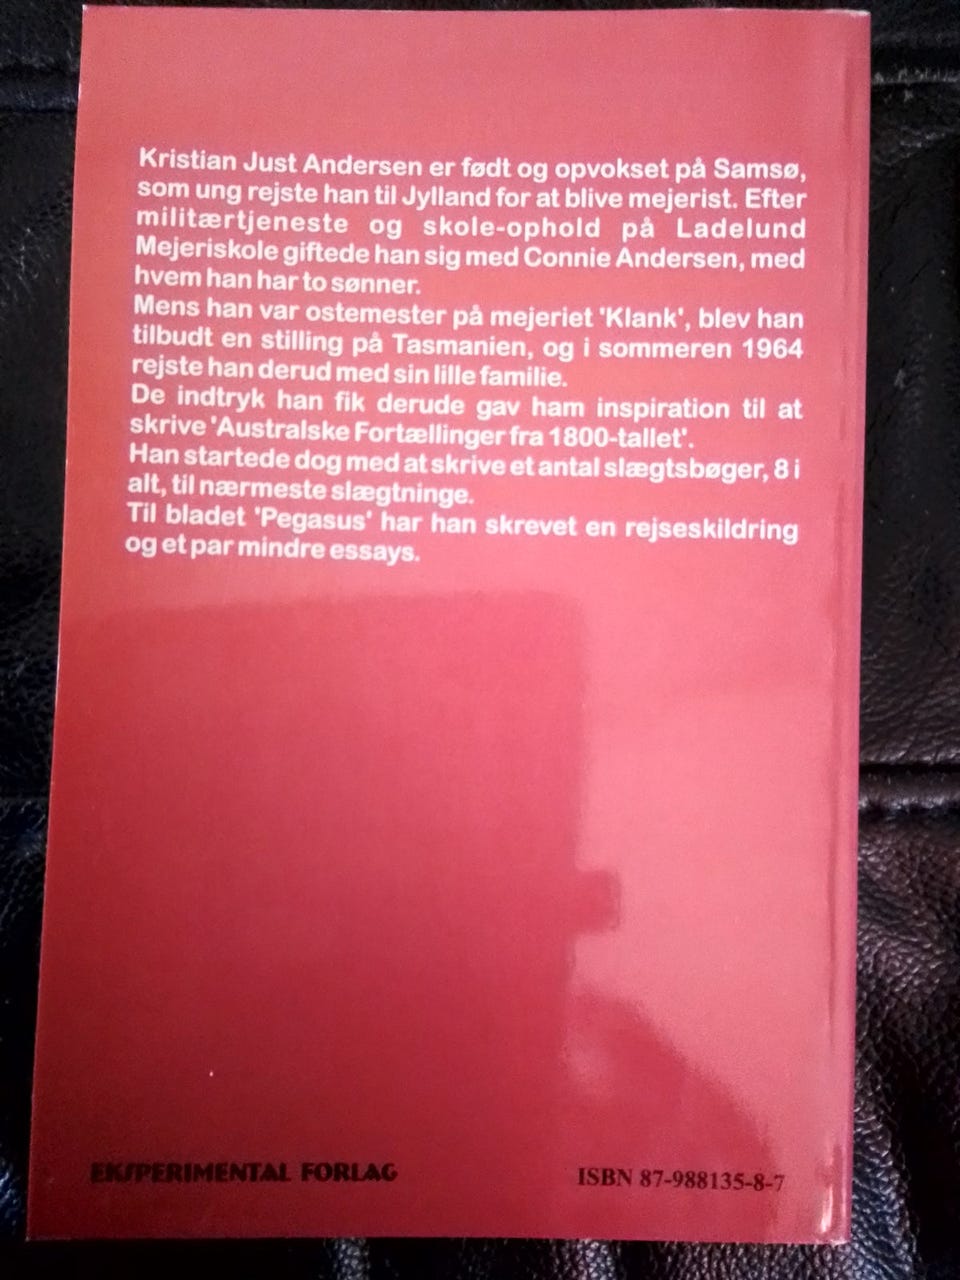 Kristian Just Andersen er født og opvokset på Samsø,
som ung rejste han til Jylland for at blive mejerist. Efter
militærtjeneste og skole-ophold på Ladelund
Mejeriskole giftede han sig med Connie Andersen, med
hvem han har to sønner.
Mens han var ostemester på mejeriet 'Klank', blev han
tilbudt en stilling på Tasmanien, og i sommeren 1964
rejste han derud med sin lille familie.
De indtryk han fik derude gav ham inspiration til at
skrive 'Australske Fortællinger fra 1800-tallet'.
Han startede dog med at skrive et antal slægtsbøger, 8 i
alt, til nærmeste slægtninge.
Til bladet 'Pegasus' har han skrevet en rejseskildring
og et par mindre essays.
EKSPERIMENTAL FORLAG
ISBN 87-988135-8-7